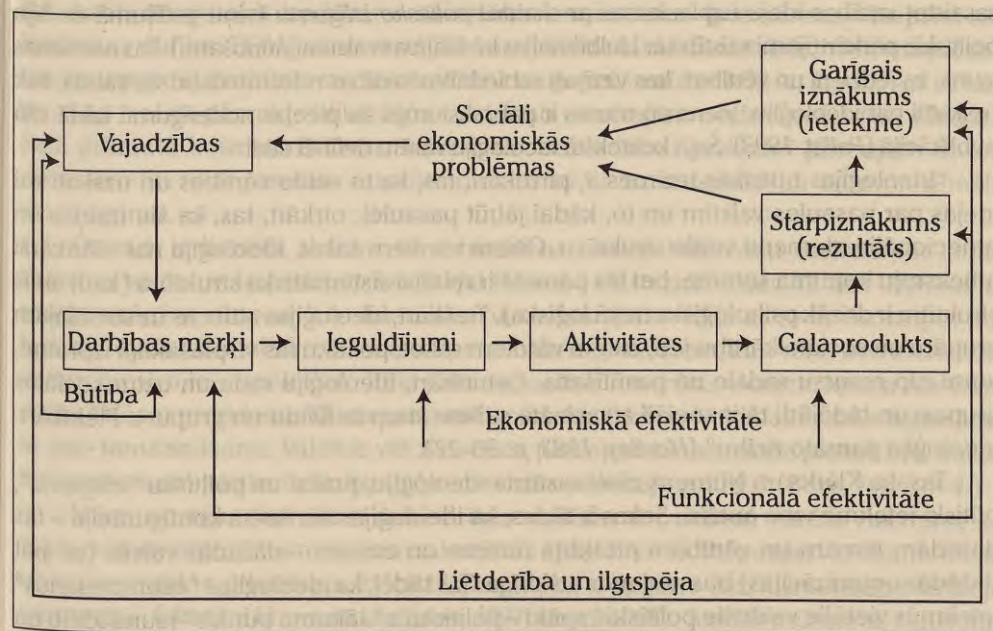 Garīgais
iznākums
(ietekme)
Sociāli
ekonomiskās
problēmas
Vajadzības
Starpiznākums
(rezultāts)
Darbības mērķi
Ieguldījumi
Aktivitātes
Galaprodukts
Būtība
Ekonomiskā efektivitāte
Funkcionālā efektivitāte
Lietderība un ilgtspēja